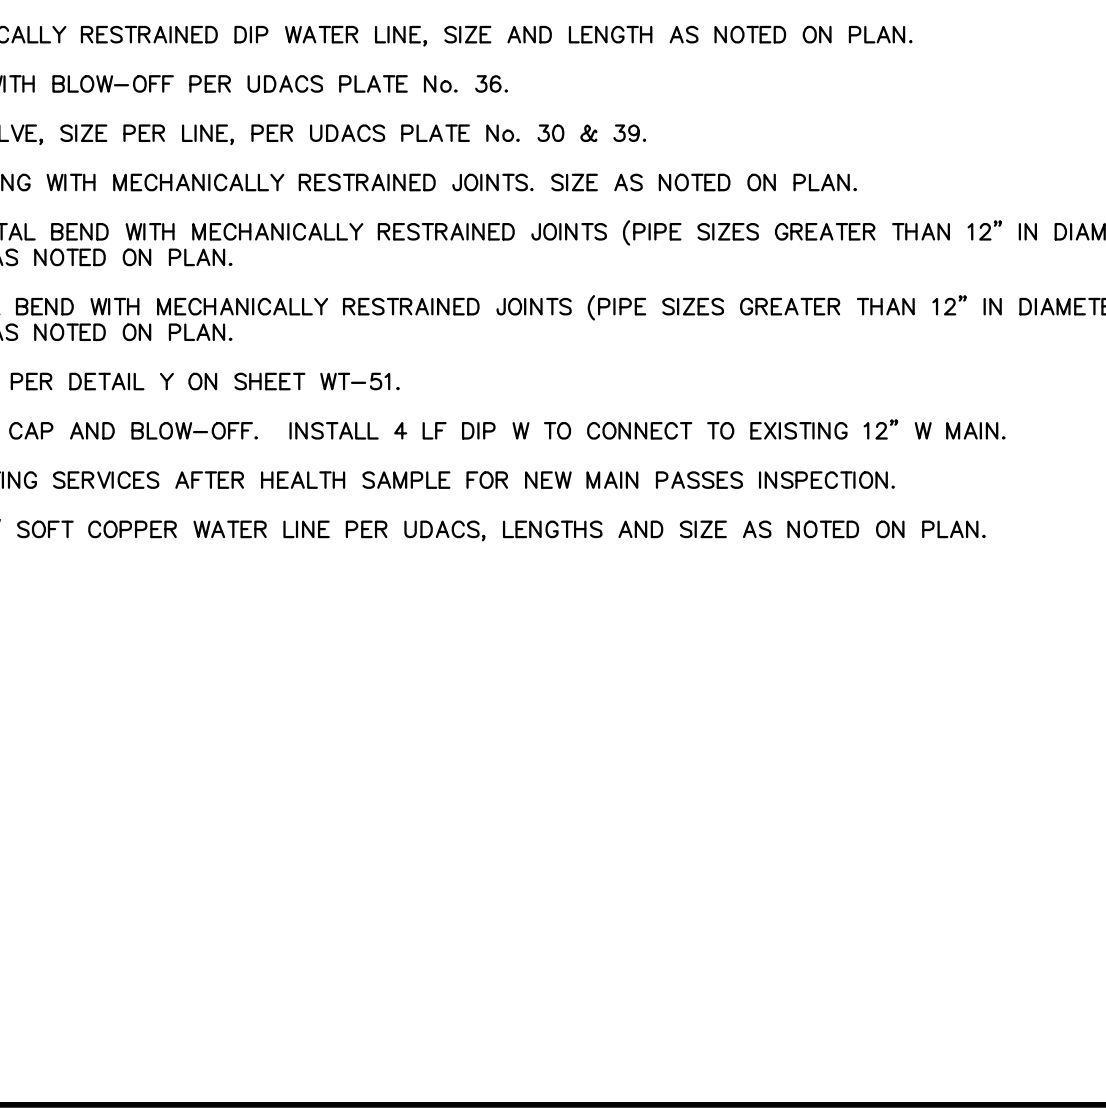 CALLY RESTRAINED DIP WATER LINE, SIZE AND LENGTH AS NOTED ON PLAN.
WITH BLOW–OFF PER UDACS PLATE No. 36.
LVE, SIZE PER LINE, PER UDACS PLATE No. 30 & 39.
NG WITH MECHANICALLY RESTRAINED JOINTS. SIZE AS NOTED ON PLAN.
TAL BEND WITH MECHANICALLY RESTRAINED JOINTS (PIPE SIZES GREATER THAN 12” IN DIAM
AS NOTED ON PLAN.
BEND WITH MECHANICALLY RESTRAINED JOINTS (PIPE SIZES GREATER THAN 12” IN DIAMETE
AS NOTED ON PLAN.
PER DETAIL Y ON SHEET WT–51.
CAP AND BLOW–OFF. INSTALL 4 LF DIP W TO CONNECT TO EXISTING 12” W MAIN.
TING SERVICES AFTER HEALTH SAMPLE FOR NEW MAIN PASSES INSPECTION.
SOFT COPPER WATER LINE PER UDACS, LENGTHS AND SIZE AS NOTED ON PLAN.